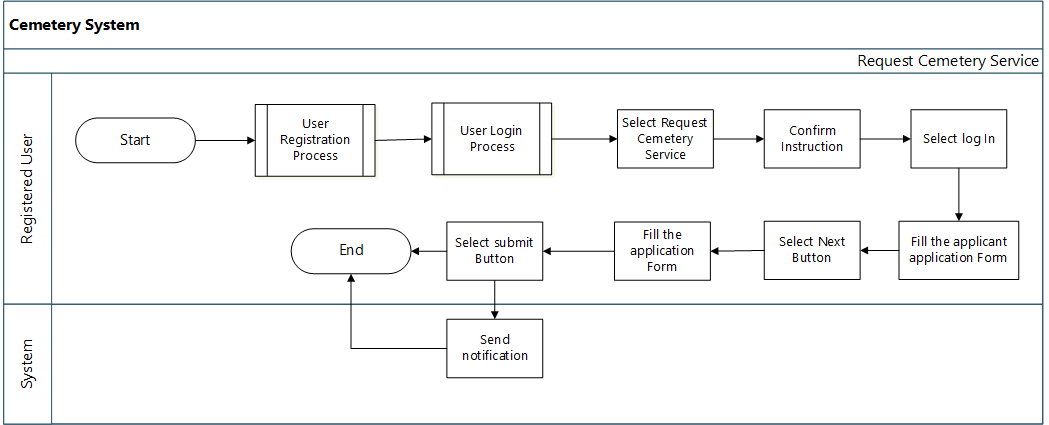 Cemetery System
Request Cemetery Service
Registered User
Start
User
Registration
Process
User Login
Process
Select Request
Cemetery
Service
Confirm
Instruction
Select log In
End
Select submit
Button
Fill the
application
Form
Select Next
Button
Fill the applicant
application Form
System
Send
notification